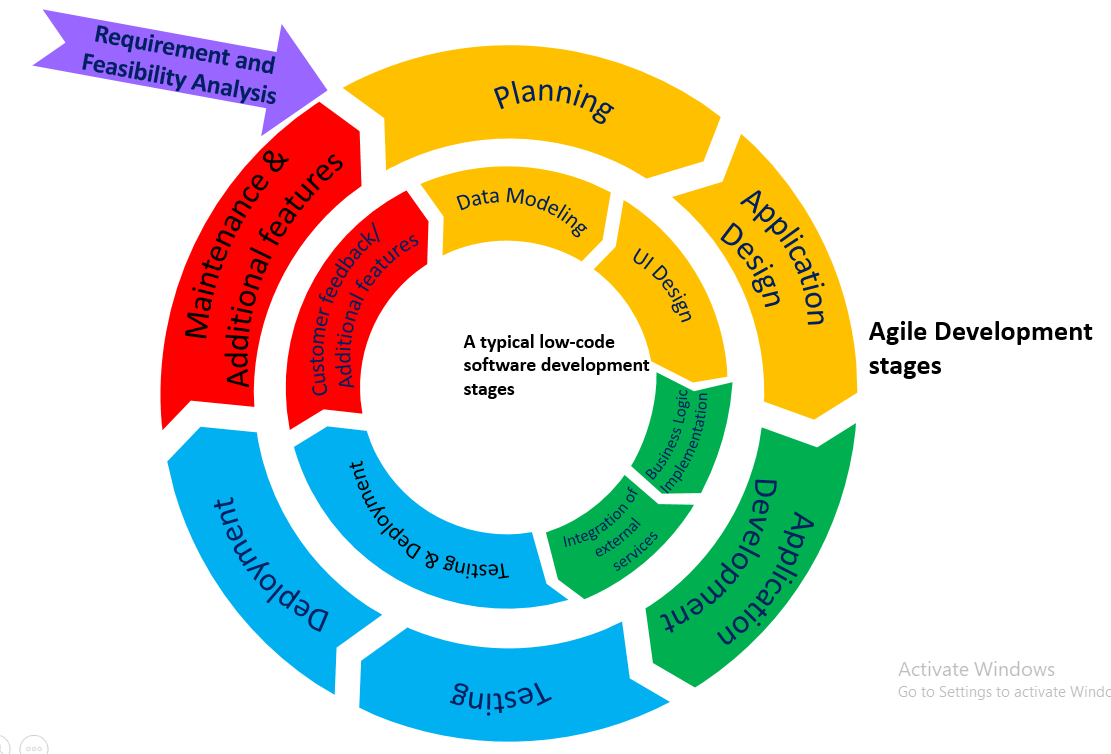 Requirement and
Feasibility Analysis
Planning
Application
Design
Application
Development
Testing
Deployment
Maintenance &
Additional features
Data Modeling
UI Design
Business Logic
Implementation
Integration of
external
services
Testing & Deployment
Customer feedback/
Additional features
A typical low-code
software development
stages
Agile Development
stages
Activate Windows
Go to Settings to activate Windo